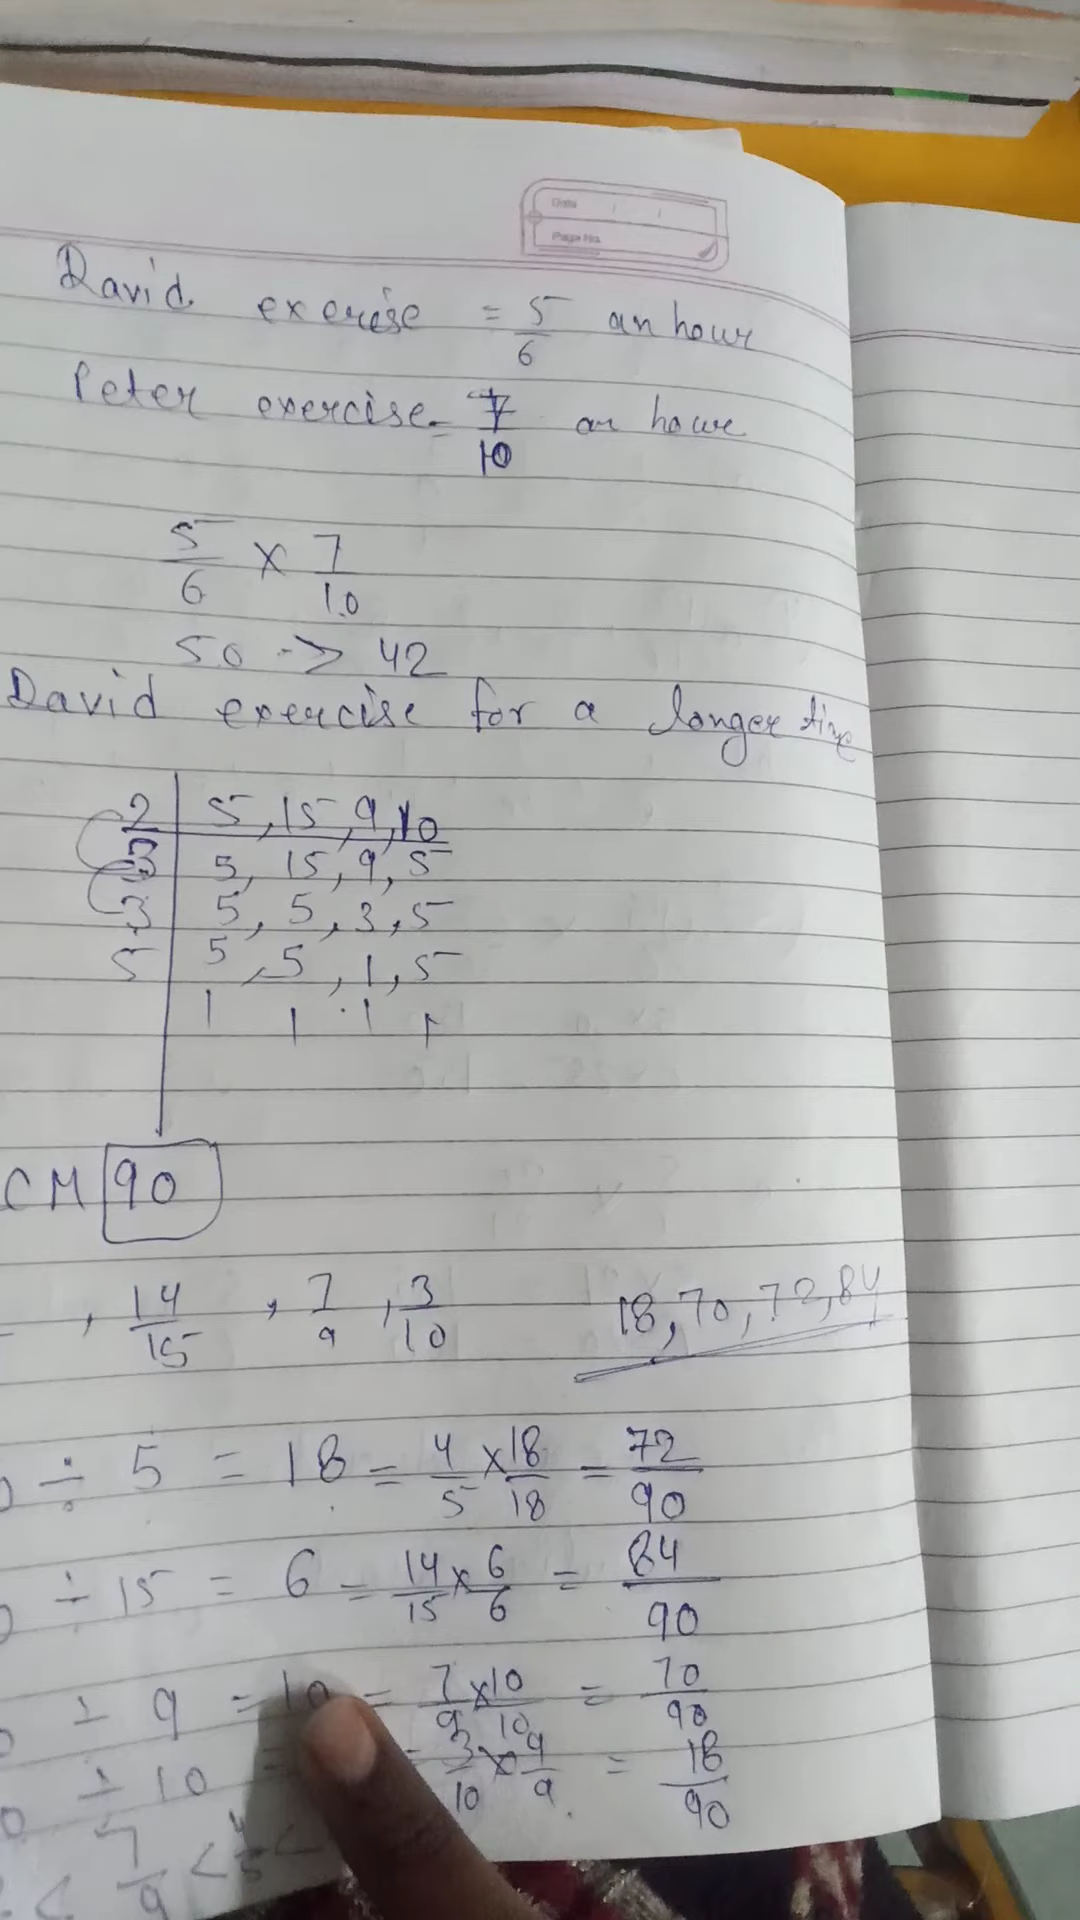 Date / /
Page No.
David exercise = 5/6 an hour
Peter exercise = 7/10 an hour
5/6 × 7/10
50 -> 42
David exercise for a longer time
2 | 5, 15, 9, 10
3 | 5, 15, 9, 5
3 | 5, 5, 3, 5
5 | 5, 5, 1, 5
1 1 1 1
CM 90
, 14/15 , 7/9 , 3/10 18, 70, 72, 84
÷ 5 = 18 = 4/5 × 18/18 = 72/90
÷ 15 = 6 = 14/15 × 6/6 = 84/90
÷ 9 = 10 = 7/9 × 10/10 = 70/90
÷ 10 = 3/10 × 9/9 = 18/90
< 7/9 < 4/5 <